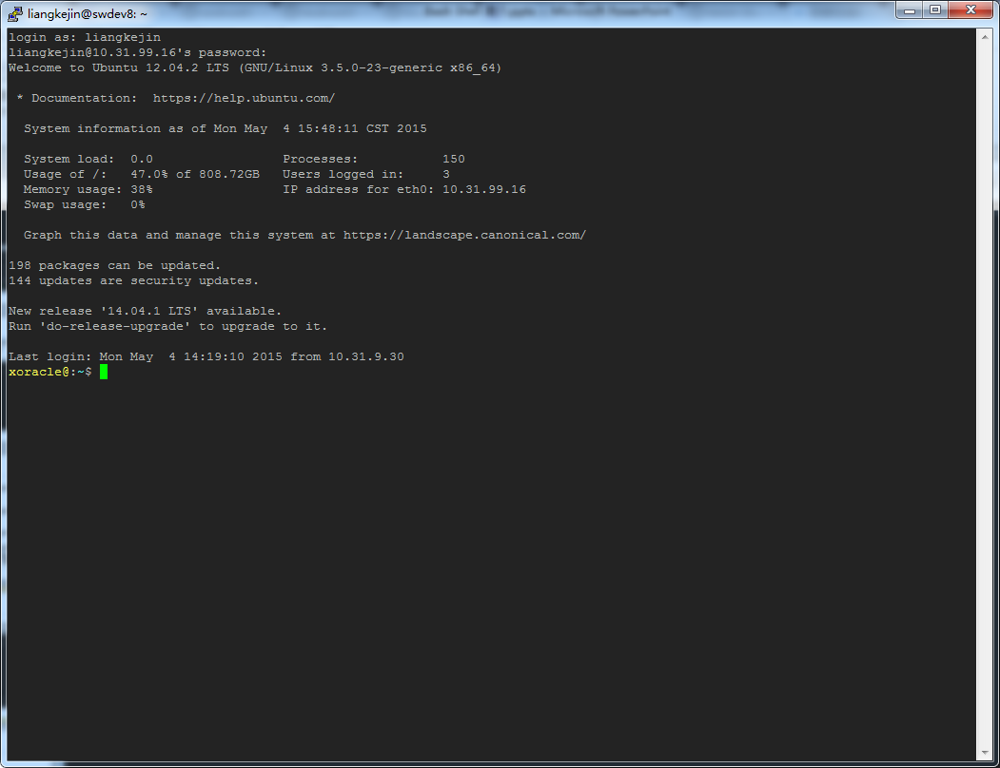 liangkejin@swdev8: ~
login as: liangkejin
liangkejin@10.31.99.16's password:
Welcome to Ubuntu 12.04.2 LTS (GNU/Linux 3.5.0-23-generic x86_64)
* Documentation:  https://help.ubuntu.com/
System information as of Mon May  4 15:48:11 CST 2015
System load:  0.0                 Processes:           150
Usage of /:   47.0% of 808.72GB   Users logged in:     3
Memory usage: 38%                 IP address for eth0: 10.31.99.16
Swap usage:   0%
Graph this data and manage this system at https://landscape.canonical.com/
198 packages can be updated.
144 updates are security updates.
New release '14.04.1 LTS' available.
Run 'do-release-upgrade' to upgrade to it.
Last login: Mon May  4 14:19:10 2015 from 10.31.9.30
xoracle@:~$